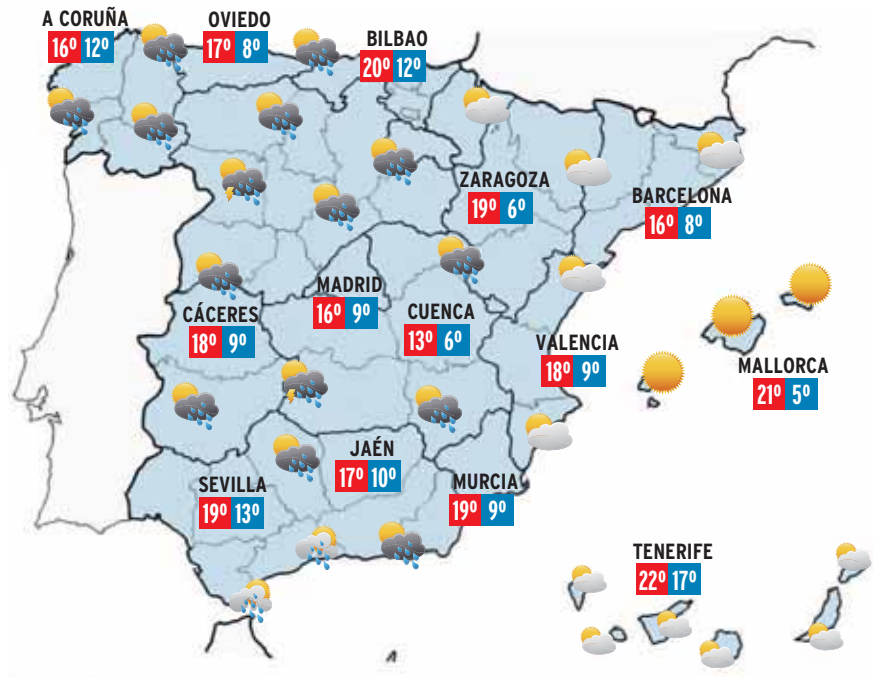 A CORUÑA
16º 12º
OVIEDO
17º 8º
BILBAO
20º 12º
ZARAGOZA
19º 6º
BARCELONA
16º 8º
MADRID
16º 9º
CÁCERES
18º 9º
CUENCA
13º 6º
VALENCIA
18º 9º
MALLORCA
21º 5º
JAÉN
17º 10º
SEVILLA
19º 13º
MURCIA
19º 9º
TENERIFE
22º 17º